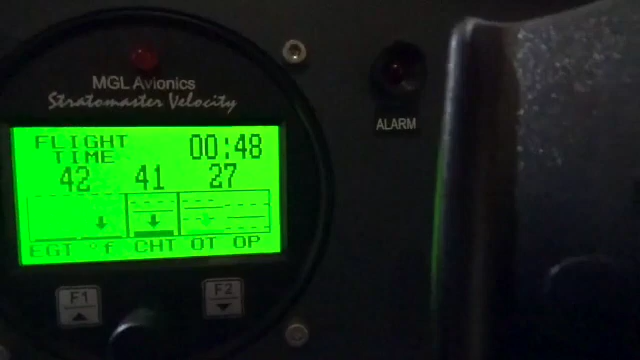 MGL Avionics
Stratomaster Velocity
ALARM
FLIGHT TIME 00:48
42 41 27
EGT °f CHT OT OP
F1 F2